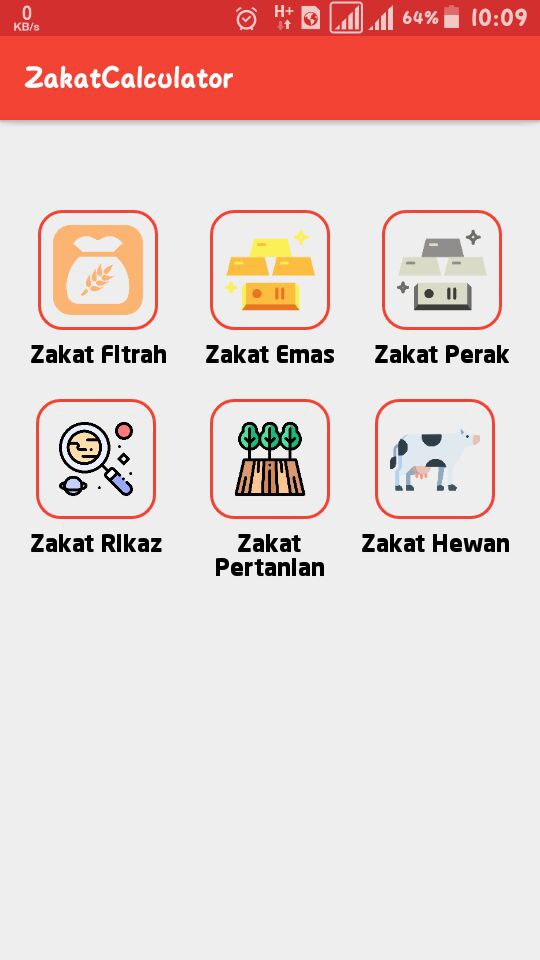 0
KB/s
H+
64%
10:09
ZakatCalculator
Zakat Fitrah
Zakat Emas
Zakat Perak
Zakat Rikaz
Zakat
Pertanian
Zakat Hewan